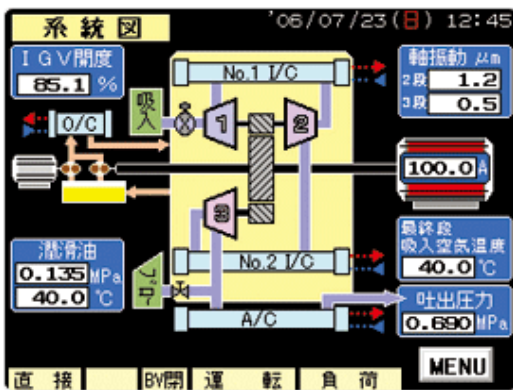 系統図
'06/07/23(日) 12:45
IGV開度
85.1 %
No.1 I/C
軸振動 μm
2段 1.2
3段 0.5
吸入
O/C
1
2
100.0 A
3
最終段
吸入空気温度
40.0 ℃
潤滑油
0.135 MPa
40.0 ℃
No.2 I/C
ブロー
吐出圧力
0.690 MPa
A/C
MENU
直接
BV閉
運転
負荷